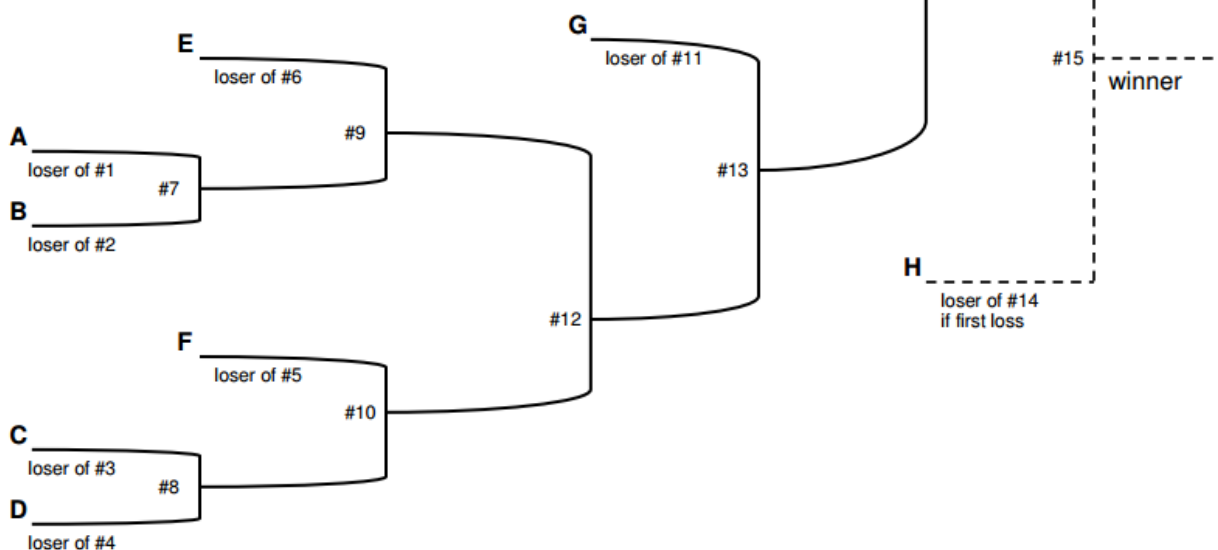 G
E
loser of #11
loser of #6
#15
winner
A
#9
loser of #1
#7
#13
B
loser of #2
H
loser of #14
if first loss
#12
F
loser of #5
#10
C
loser of #3
#8
D
loser of #4